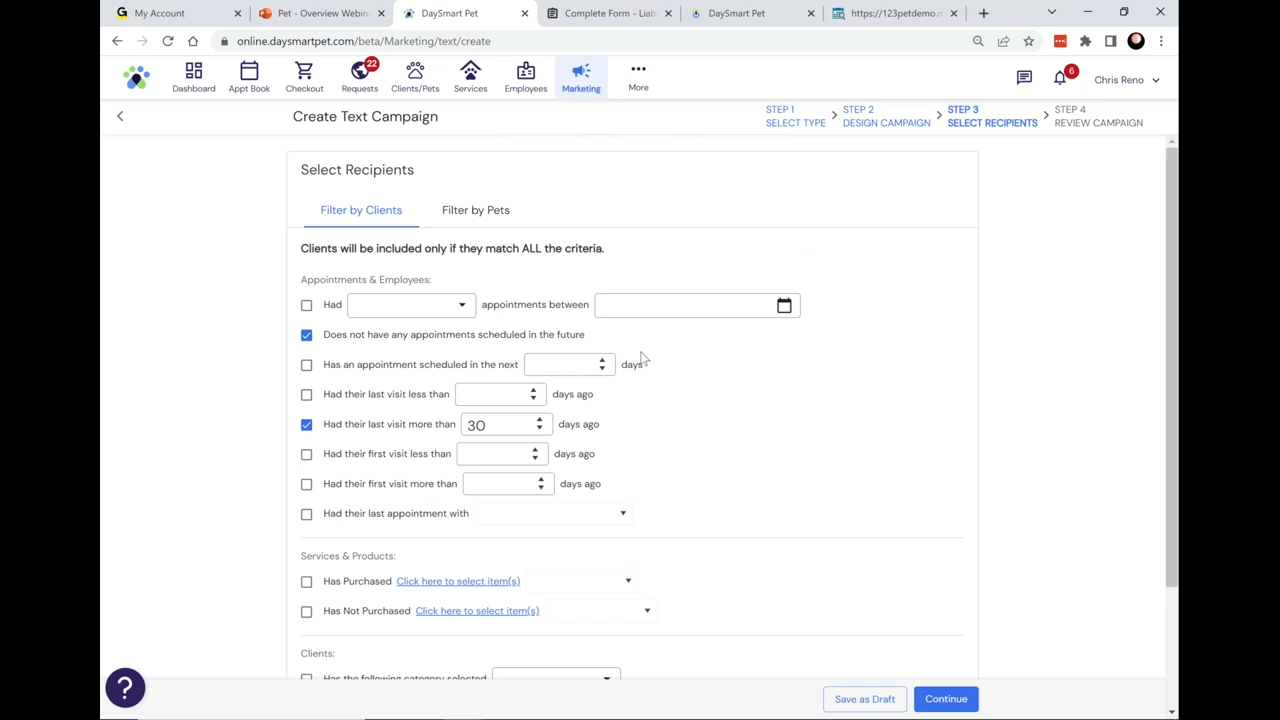 My Account
Pet - Overview Webin
DaySmart Pet
Complete Form - Liab
DaySmart Pet
https://123petdemo.m
online.daysmartpet.com/beta/Marketing/text/create
Dashboard
Appt Book
Checkout
22
Requests
Clients/Pets
Services
Employees
Marketing
More
6
Chris Reno
Create Text Campaign
STEP 1
SELECT TYPE
STEP 2
DESIGN CAMPAIGN
STEP 3
SELECT RECIPIENTS
STEP 4
REVIEW CAMPAIGN
Select Recipients
Filter by Clients
Filter by Pets
Clients will be included only if they match ALL the criteria.
Appointments & Employees:
Had appointments between
Does not have any appointments scheduled in the future
Has an appointment scheduled in the next days
Had their last visit less than days ago
Had their last visit more than 30 days ago
Had their first visit less than days ago
Had their first visit more than days ago
Had their last appointment with
Services & Products:
Has Purchased Click here to select item(s)
Has Not Purchased Click here to select item(s)
Clients:
Has the following category selected
?
Save as Draft
Continue